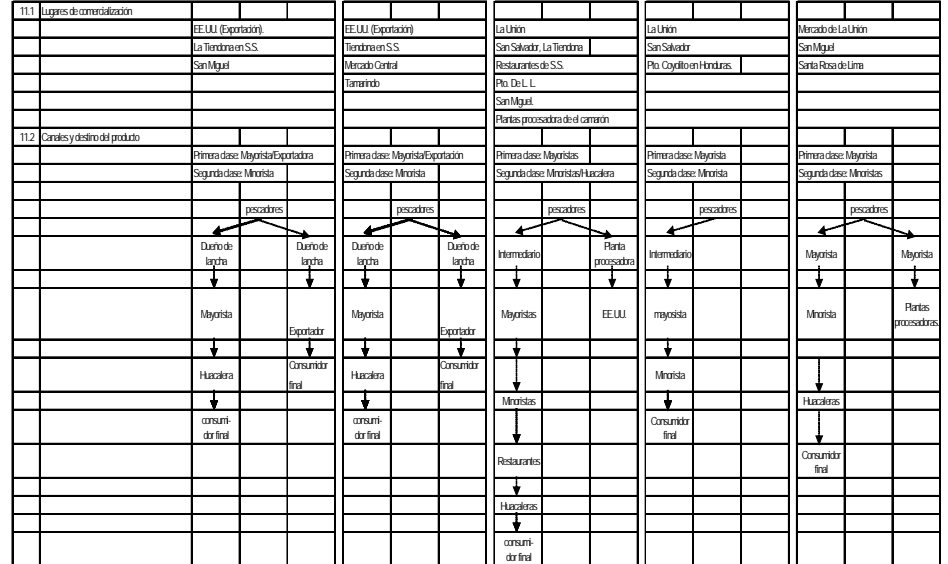 11.1 Lugares de comercialización
EE.UU. (Exportación). EE.UU. (Exportación) La Unión La Unión Mercado de La Unión
La Tiendona en S.S. Tiendona en S.S. San Salvador, La Tiendona San Salvador San Miguel
San Miguel Mercado Central Restaurantes de S.S. Pto. Coyolito en Honduras. Santa Rosa de Lima
Tamarindo Pto. De L. L.
San Miguel.
Plantas procesadora de el camarón
11.2 Canales y destino del producto
Primera clase: Mayorista/Exportadora Primera clase: Mayorista/Exportación Primera clase: Mayoristas Primera clase: Mayorista Primera clase: Mayorista
Segunda clase: Minorista Segunda clase: Minorista Segunda clase: Minoristas/Huacalera Segunda clase: Minorista Segunda clase: Minoristas
pescadores pescadores pescadores pescadores pescadores
Dueño de Dueño de Dueño de Dueño de Planta
lancha lancha lancha lancha Intermediario procesadora Intermediario Mayorista Mayorista
Mayorista Mayorista Mayoristas EE.UU. mayosista Minorista Plantas
procesadoras.
Exportador Exportador
Huacalera Consumidor Huacalera Consumidor Minorista
final final
Minoristas Huacaleras
consumi- consumi- Consumidor
dor final dor final final
Restaurantes Consumidor
final
Huacaleras
consumi-
dor final